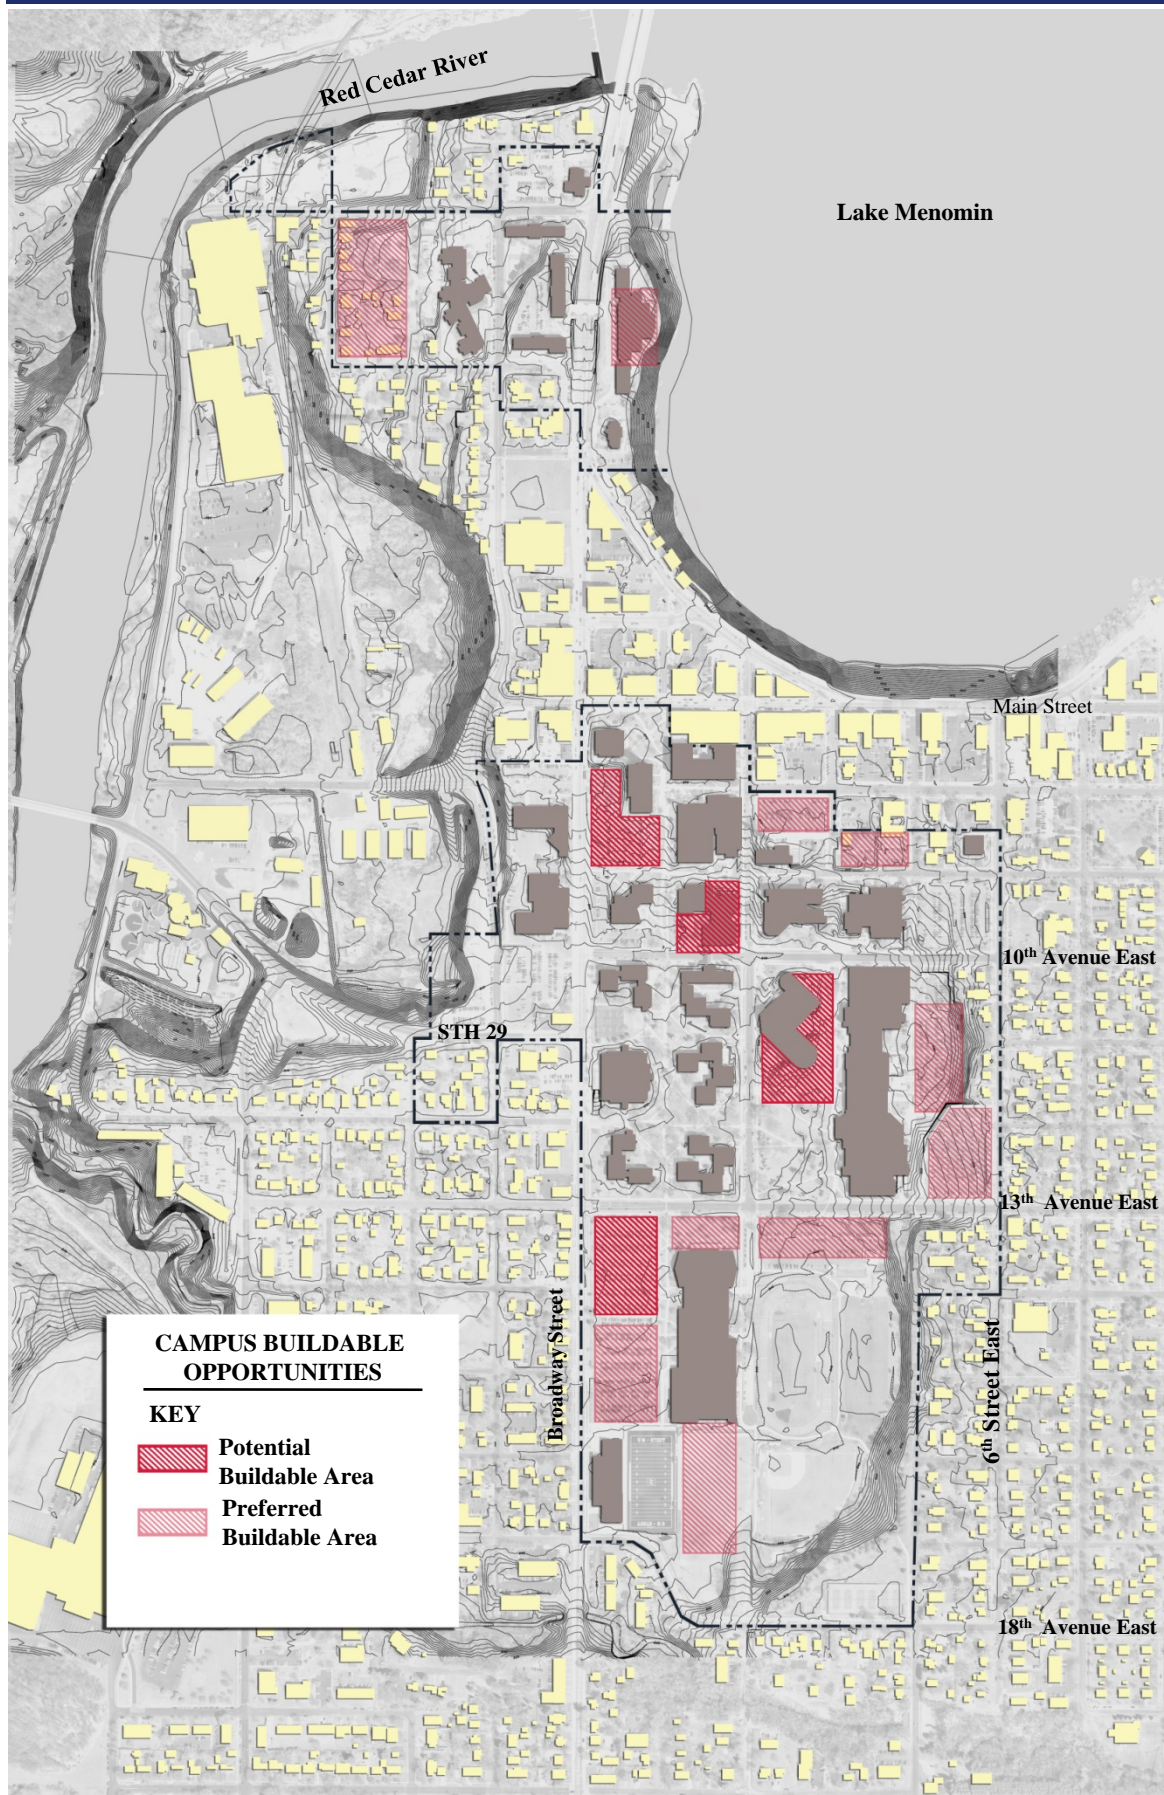 Red Cedar River
Lake Menomin
Main Street
10th Avenue East
STH 29
13th Avenue East
Broadway Street
6th Street East
CAMPUS BUILDABLE
OPPORTUNITIES
KEY
Potential
Buildable Area
Preferred
Buildable Area
18th Avenue East